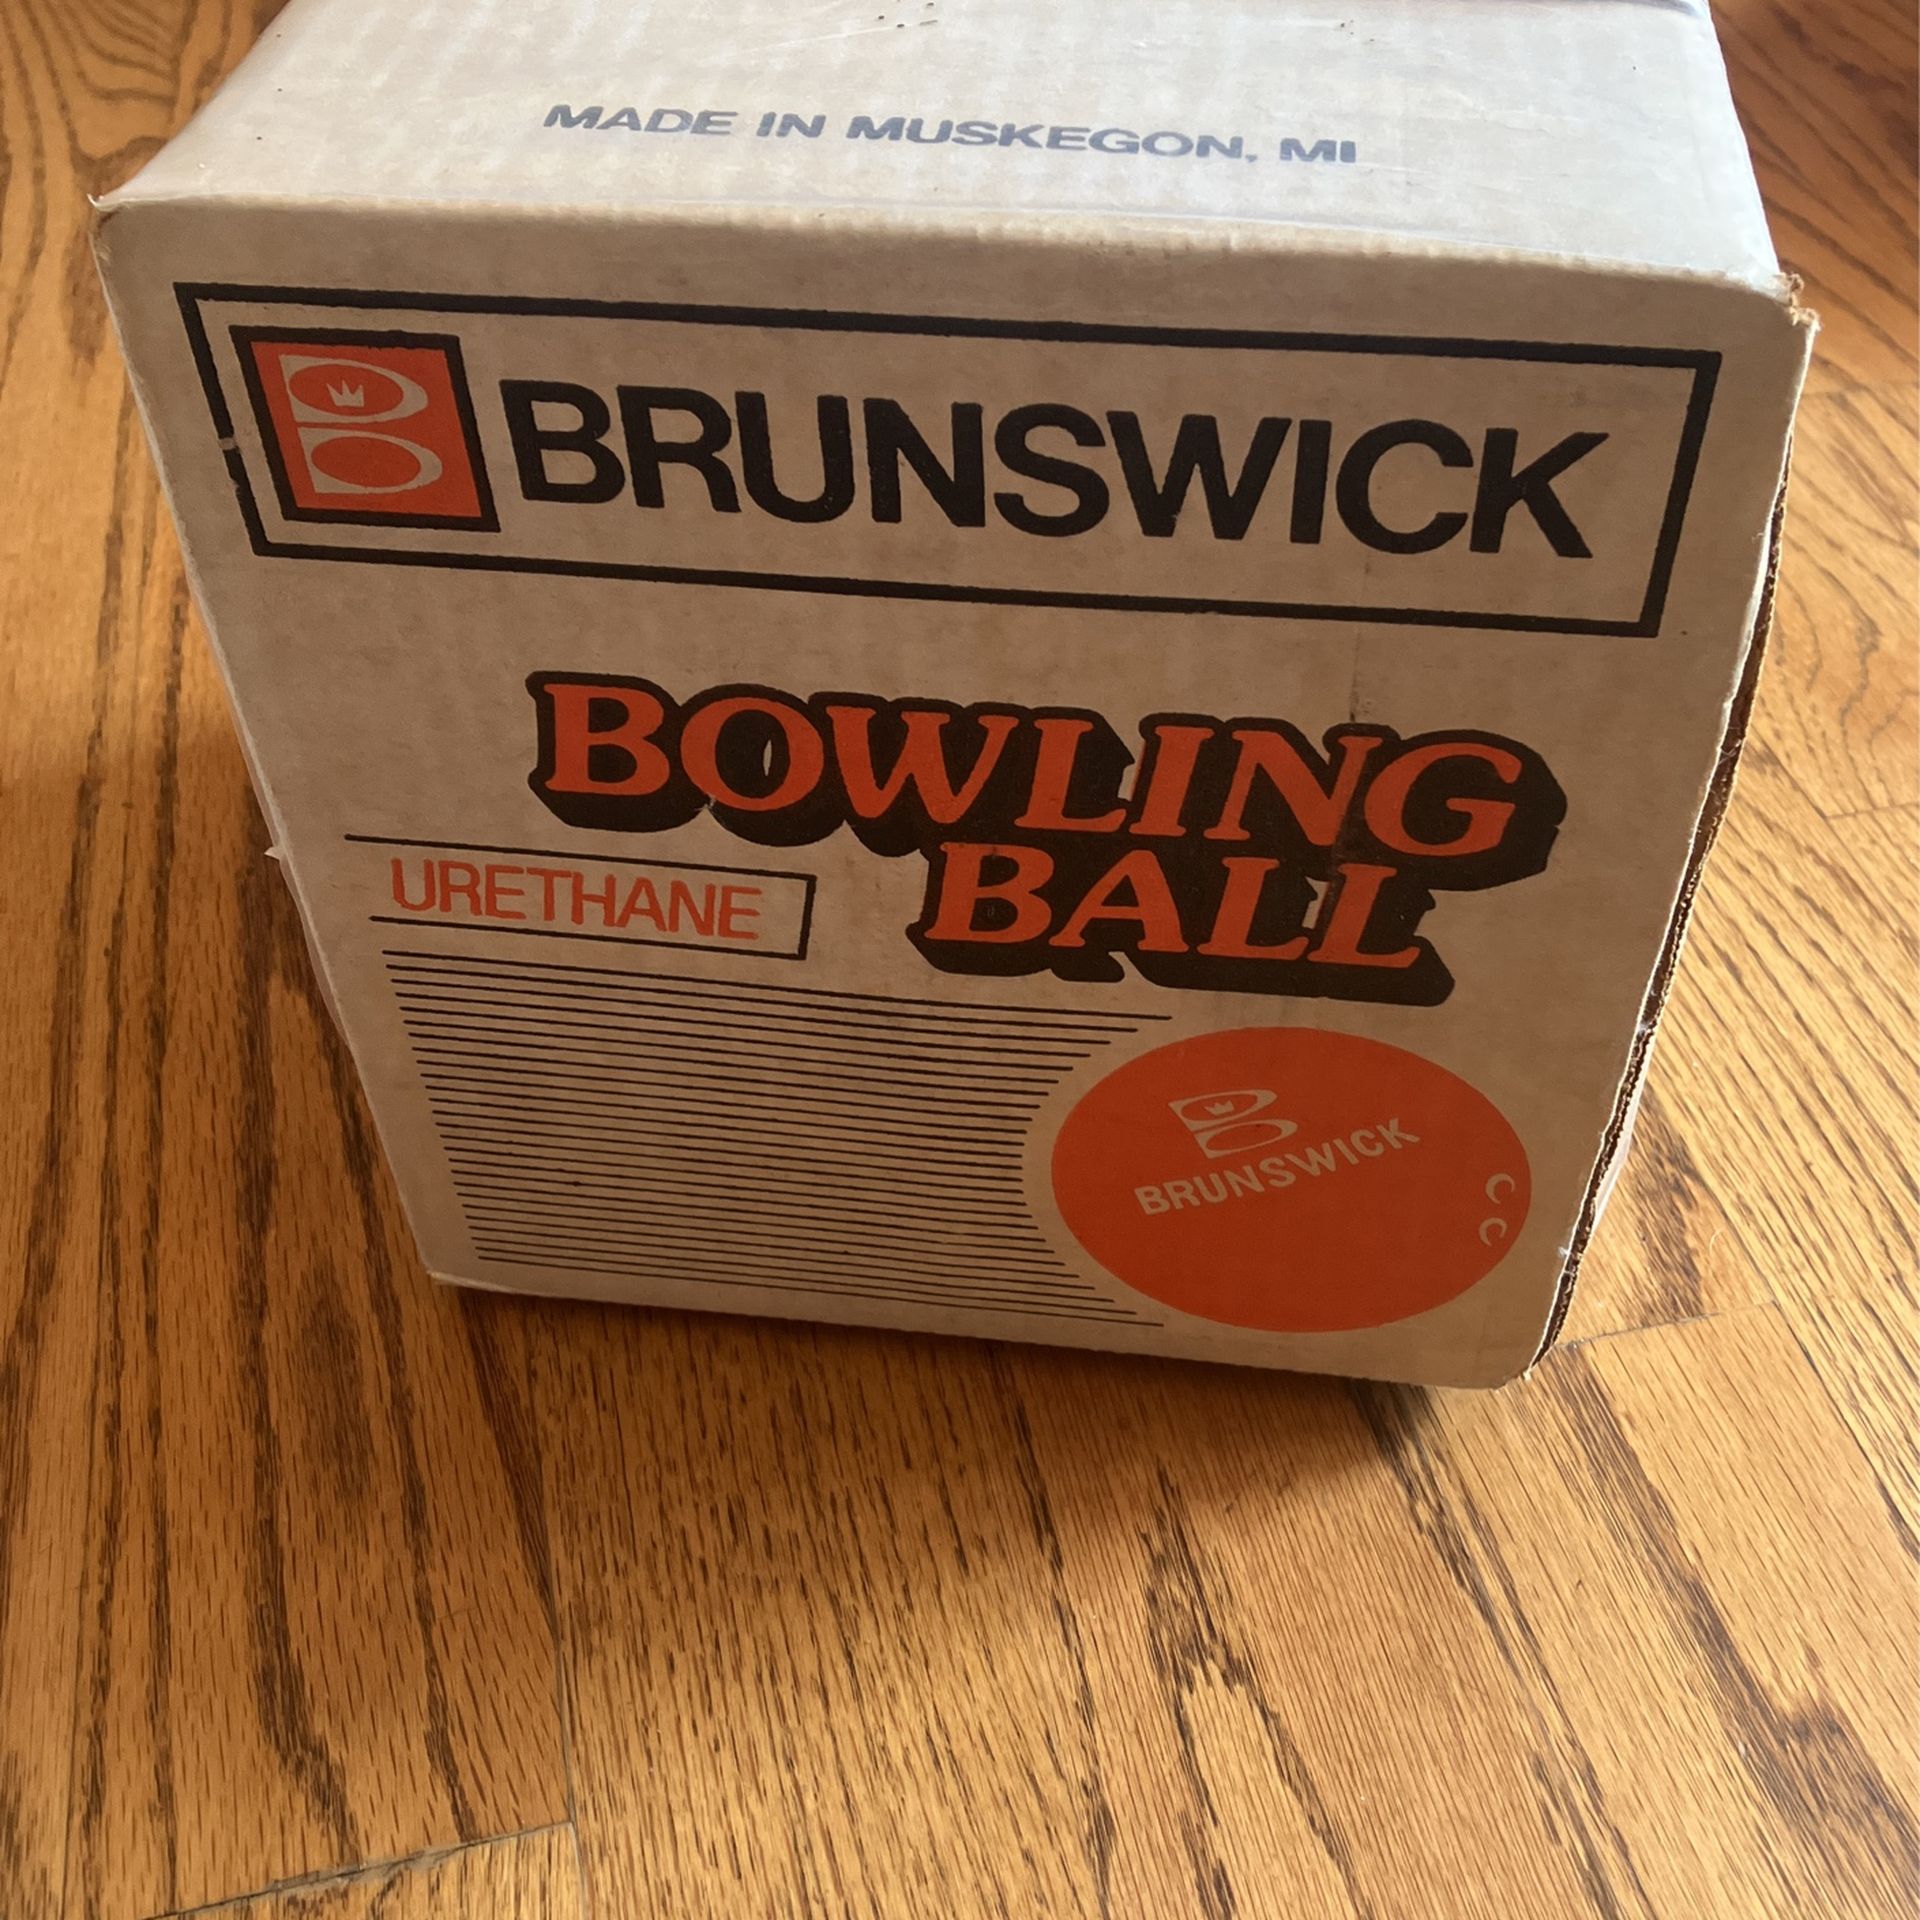 MADE IN MUSKEGON, MI
BRUNSWICK
BOWLING
BALL
URETHANE
BRUNSWICK